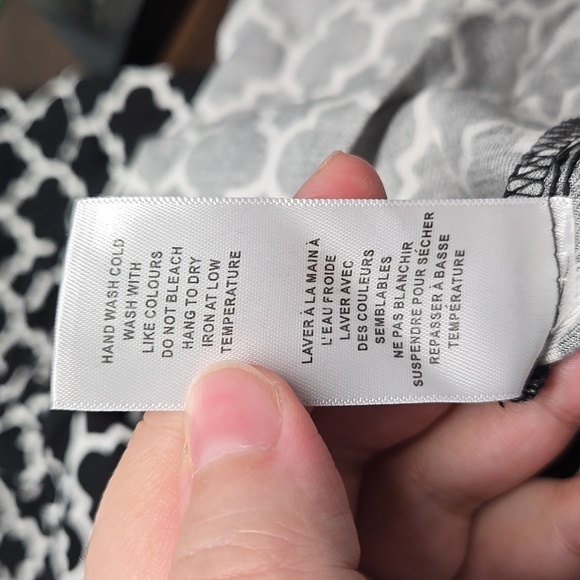 HAND WASH COLD
WASH WITH
LIKE COLOURS
DO NOT BLEACH
HANG TO DRY
IRON AT LOW
TEMPERATURE
LAVER À LA MAIN À
L'EAU FROIDE
LAVER AVEC
DES COULEURS
SEMBLABLES
NE PAS BLANCHIR
SUSPENDRE POUR SÉCHER
REPASSER À BASSE
TEMPÉRATURE